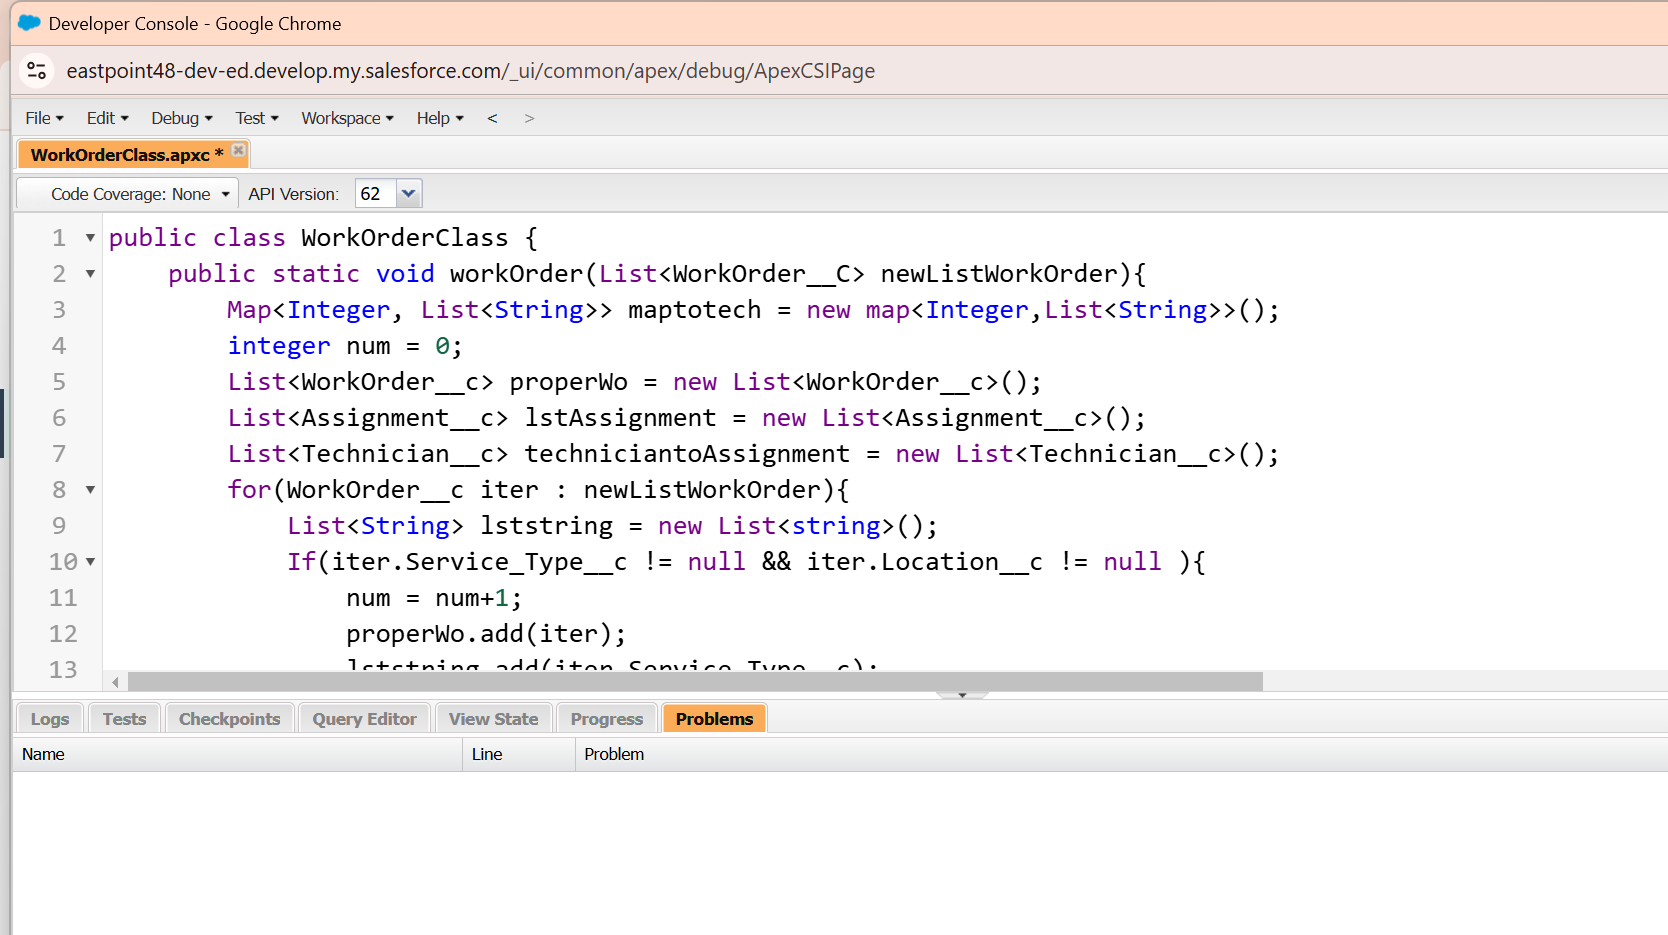 Developer Console - Google Chrome
eastpoint48-dev-ed.develop.my.salesforce.com/_ui/common/apex/debug/ApexCSIPage
File Edit Debug Test Workspace Help < >
WorkOrderClass.apxc *
Code Coverage: None API Version: 62
1 public class WorkOrderClass {
2 public static void workOrder(List<WorkOrder__C> newListWorkOrder){
3 Map<Integer, List<String>> maptotech = new map<Integer,List<String>>();
4 integer num = 0;
5 List<WorkOrder__c> properWo = new List<WorkOrder__c>();
6 List<Assignment__c> lstAssignment = new List<Assignment__c>();
7 List<Technician__c> techniciantoAssignment = new List<Technician__c>();
8 for(WorkOrder__c iter : newListWorkOrder){
9 List<String> lststring = new List<string>();
10 If(iter.Service_Type__c != null && iter.Location__c != null ){
11 num = num+1;
12 properWo.add(iter);
13 lststring.add(iter.Service_Type__c);
Logs Tests Checkpoints Query Editor View State Progress Problems
Name Line Problem